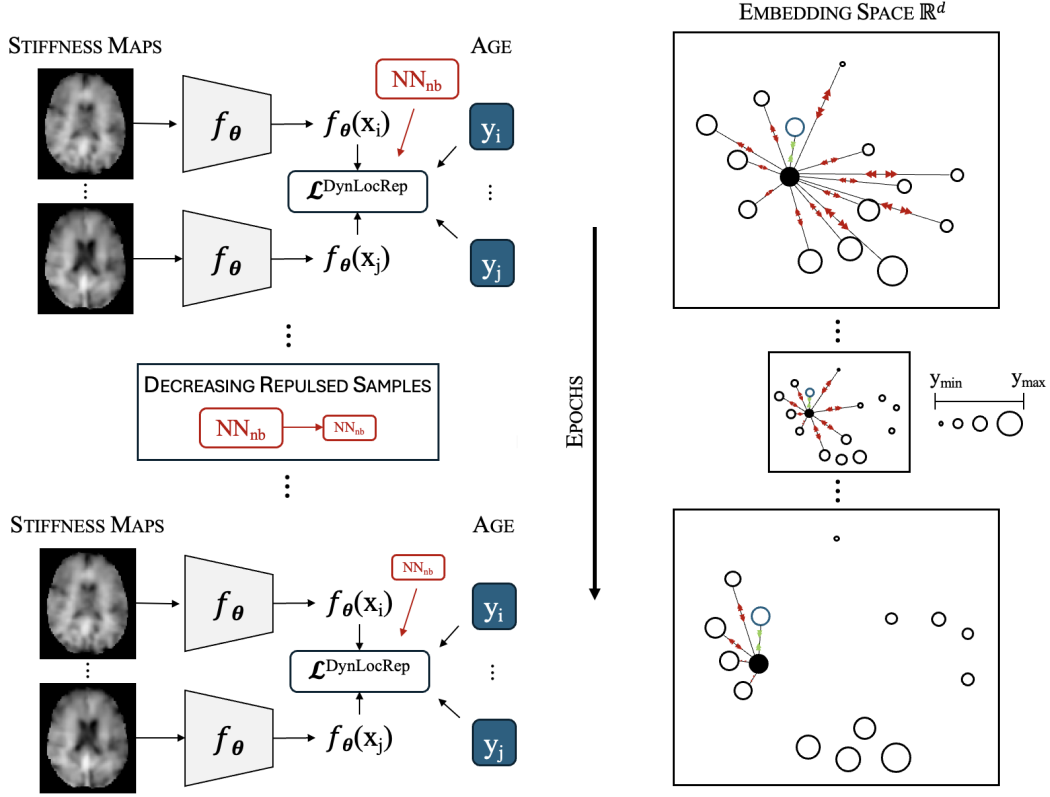 EMBEDDING SPACE ℝᵈ
STIFFNESS MAPS
AGE
NN_nb
f_θ
f_θ(x_i)
y_i
𝓛^DynLocRep
f_θ
f_θ(x_j)
y_j
DECREASING REPULSED SAMPLES
NN_nb
NN_nb
EPOCHS
y_min
y_max
STIFFNESS MAPS
AGE
NN_nb
f_θ
f_θ(x_i)
y_i
𝓛^DynLocRep
f_θ
f_θ(x_j)
y_j